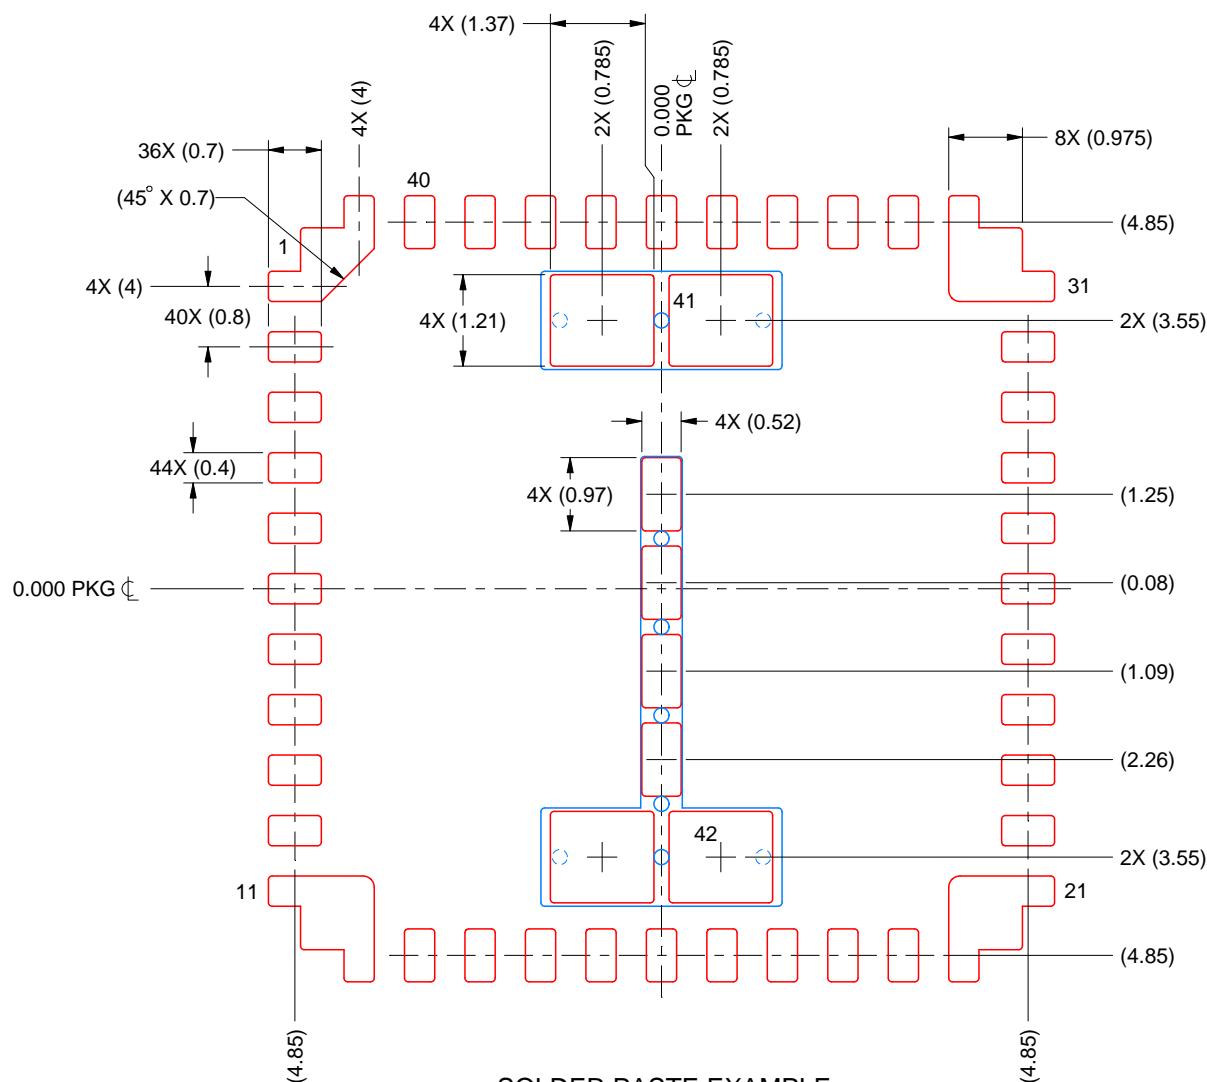 4X (1.37)
2X (0.785)
0.000
PKG ℄
2X (0.785)
4X (4)
36X (0.7)
8X (0.975)
(45° X 0.7)
40
(4.85)
1
4X (4)
31
40X (0.8)
41
4X (1.21)
2X (3.55)
4X (0.52)
44X (0.4)
4X (0.97)
(1.25)
0.000 PKG ℄
(0.08)
(1.09)
(2.26)
42
2X (3.55)
11
21
(4.85)
(4.85)
(4.85)
SOLDER PASTE EXAMPLE